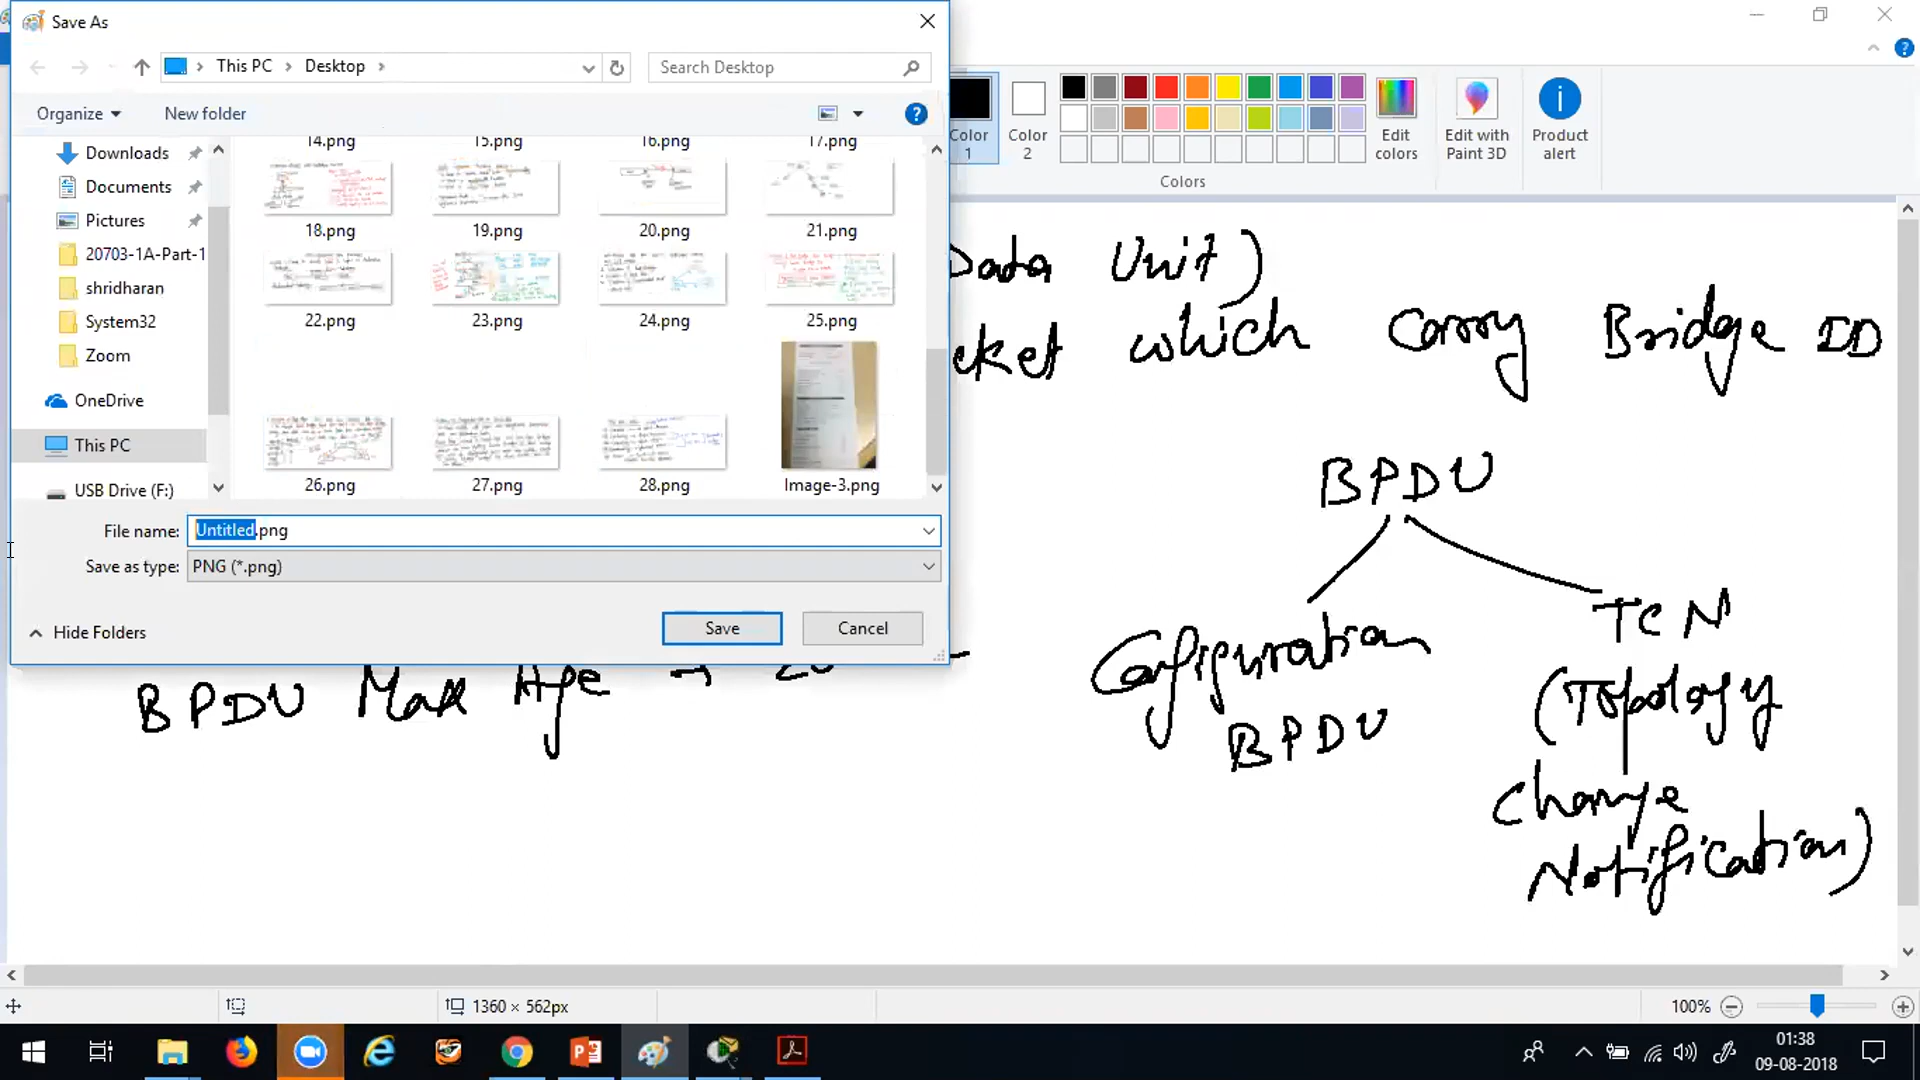 Save As
This PC > Desktop >
Search Desktop
Organize
New folder
Downloads
Documents
Pictures
20703-1A-Part-1
shridharan
System32
Zoom
OneDrive
This PC
USB Drive (F:)
14.png 15.png 16.png 17.png
18.png 19.png 20.png 21.png
22.png 23.png 24.png 25.png
26.png 27.png 28.png Image-3.png
File name: Untitled.png
Save as type: PNG (*.png)
Hide Folders
Save
Cancel
Color 1
Color 2
Edit colors
Edit with Paint 3D
Product alert
Colors
Data Unit)
cket which carry Bridge ID
BPDU
Configuration
BPDU
TCN
(Topology
Change
Notification)
BPDU Max Age → 20
1360 × 562px
100%
01:38
09-08-2018